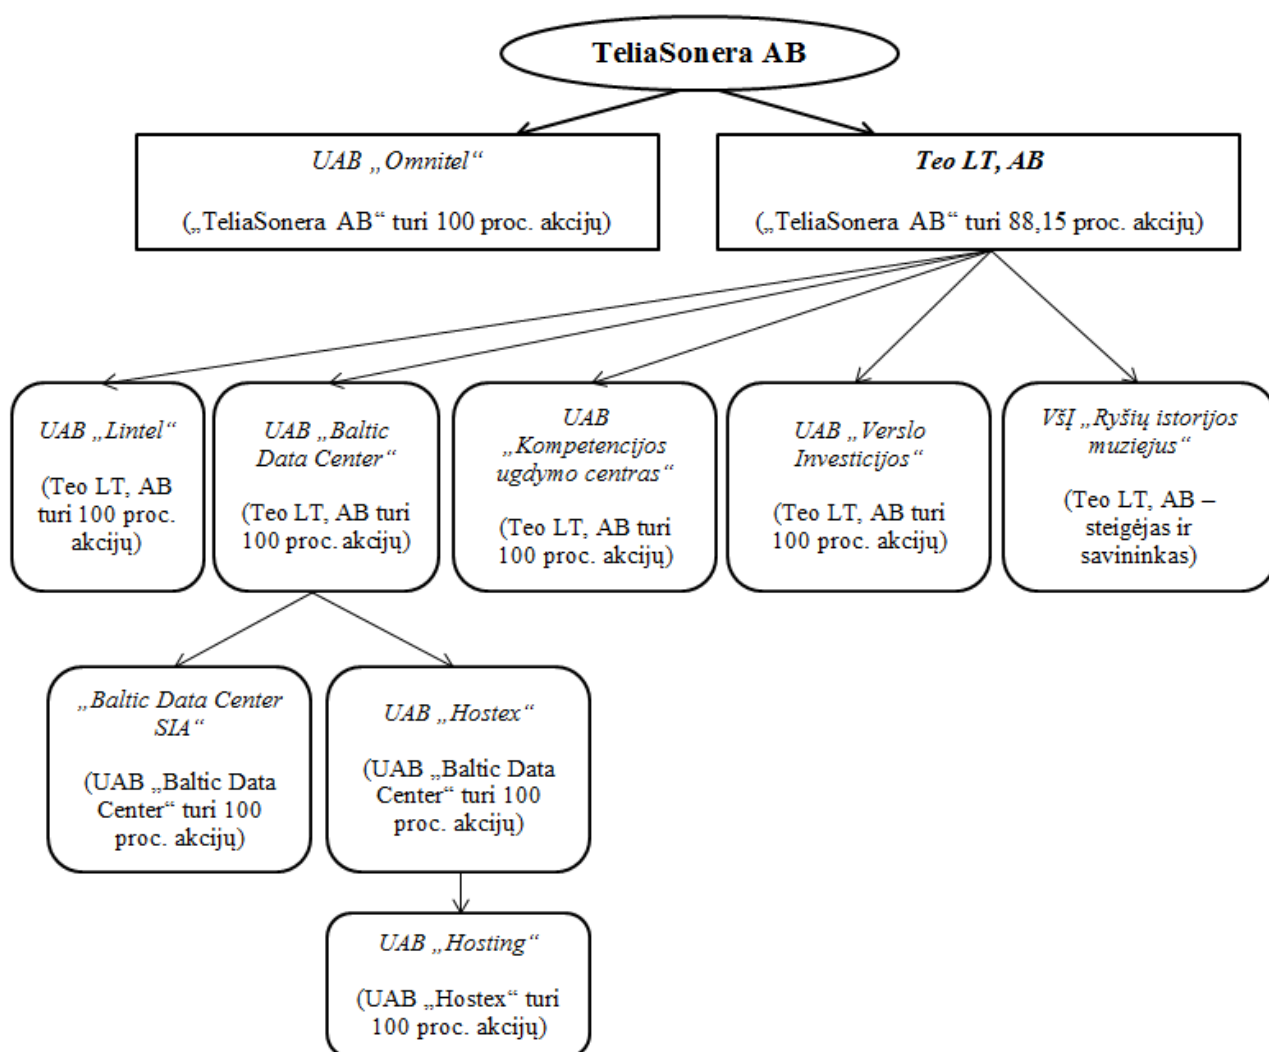 TeliaSonera AB
UAB „Omnitel“
(„TeliaSonera AB“ turi 100 proc. akcijų)
Teo LT, AB
(„TeliaSonera AB“ turi 88,15 proc. akcijų)
UAB „Lintel“
(Teo LT, AB
turi 100 proc.
akcijų)
UAB „Baltic
Data Center“
(Teo LT, AB turi
100 proc. akcijų)
UAB
„Kompetencijos
ugdymo centras“
(Teo LT, AB turi
100 proc. akcijų)
UAB „Verslo
Investicijos“
(Teo LT, AB turi
100 proc. akcijų)
VšĮ „Ryšių istorijos
muziejus“
(Teo LT, AB –
steigėjas ir
savininkas)
„Baltic Data Center
SIA“
(UAB „Baltic Data
Center“ turi 100
proc. akcijų)
UAB „Hostex“
(UAB „Baltic Data
Center“ turi 100
proc. akcijų)
UAB „Hosting“
(UAB „Hostex“ turi
100 proc. akcijų)